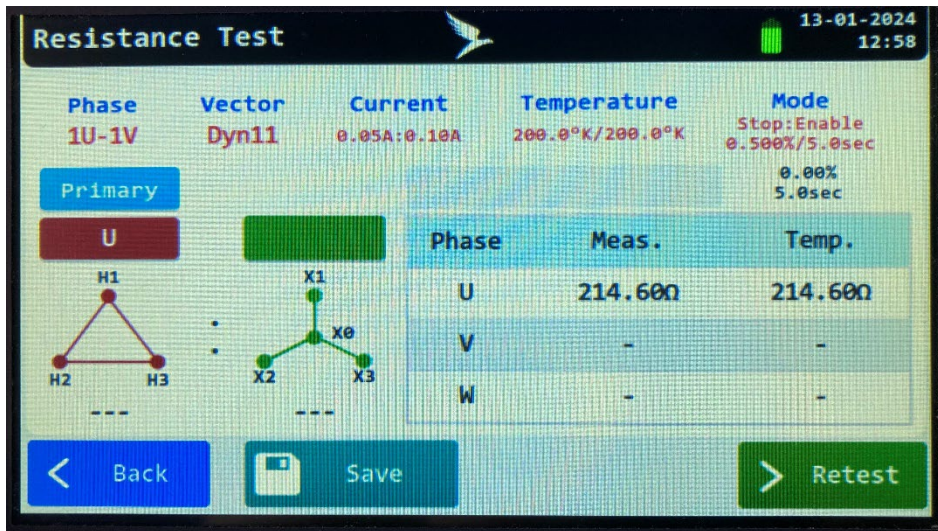 Resistance Test
13-01-2024
12:58
Phase Vector Current Temperature Mode
1U-1V Dyn11 0.05A:0.10A 200.0°K/200.0°K Stop:Enable
0.500%/5.0sec
0.00%
5.0sec
Primary
U
Phase Meas. Temp.
U 214.60Ω 214.60Ω
V - -
W - -
H1
H2 H3
---
:
X1
X0
X2 X3
---
< Back
Save
> Retest